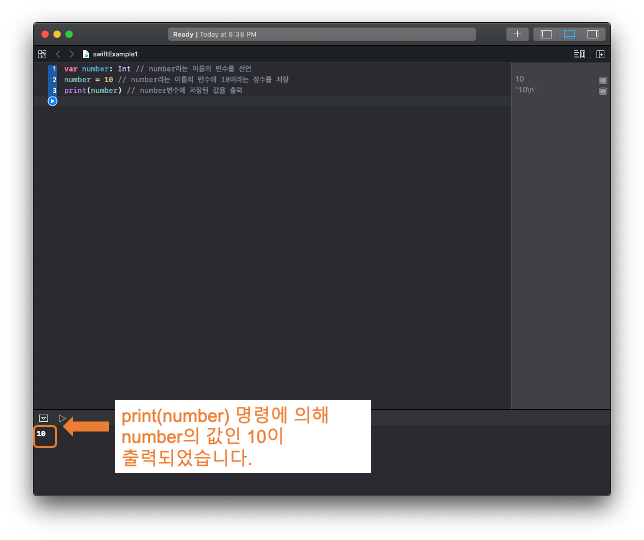 Ready | Today at 6:38 PM
swiftExample1
1 var number: Int // number라는 이름의 변수를 선언
2 number = 10 // number라는 이름의 변수에 10이라는 정수를 저장
3 print(number) // number변수에 저장된 값을 출력
10
"10\n"
print(number) 명령에 의해
number의 값인 10이
출력되었습니다.
10